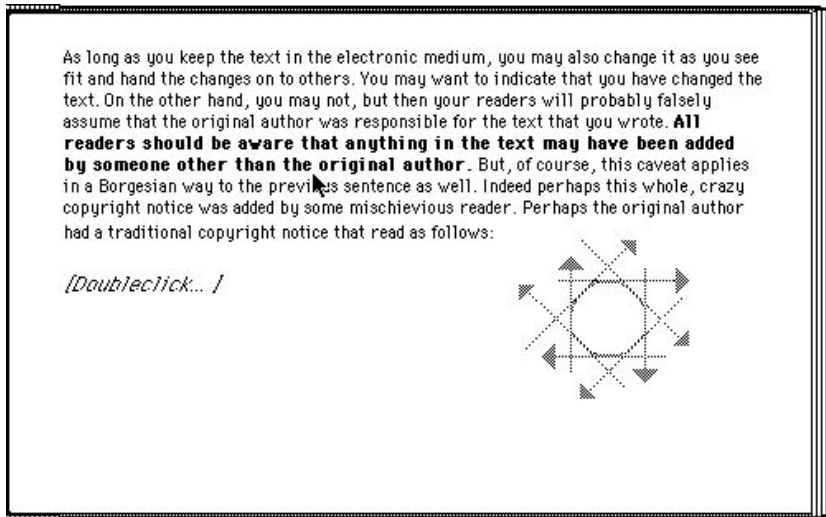 As long as you keep the text in the electronic medium, you may also change it as you see
fit and hand the changes on to others. You may want to indicate that you have changed the
text. On the other hand, you may not, but then your readers will probably falsely
assume that the original author was responsible for the text that you wrote. All
readers should be aware that anything in the text may have been added
by someone other than the original author. But, of course, this caveat applies
in a Borgesian way to the previous sentence as well. Indeed perhaps this whole, crazy
copyright notice was added by some mischievious reader. Perhaps the original author
had a traditional copyright notice that read as follows:
[Doubleclick... ]